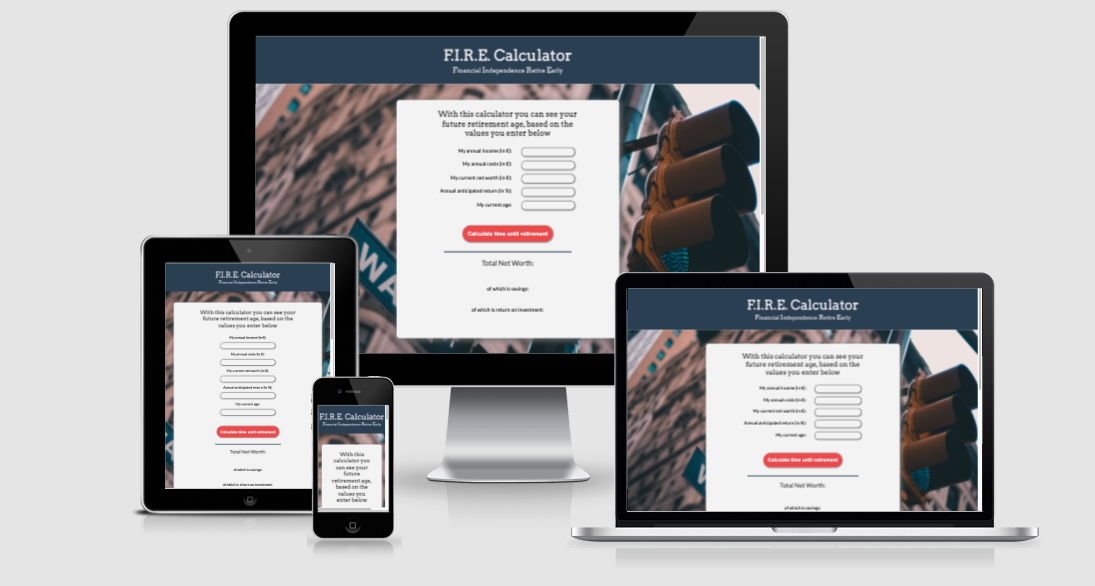 F.I.R.E. Calculator
Financial Independence Retire Early
With this calculator you can see your
future retirement age, based on the
values you enter below
My annual income (in €):
My annual costs (in €):
My current net worth (in €):
Annual anticipated return (in %):
My current age:
Calculate time until retirement
Total Net Worth:
of which is savings:
of which is return on investment:
WA
F.I.R.E. Calculator
Financial Independence Retire Early
With this calculator you can see your
future retirement age, based on the
values you enter below
My annual income (in €):
My annual costs (in €):
My current net worth (in €):
Annual anticipated return (in %):
My current age:
Calculate time until retirement
Total Net Worth:
of which is savings:
of which is return on investment:
F.I.R.E. Calculator
Financial Independence Retire Early
With this
calculator you
can see your
future
retirement age,
based on the
values you
enter below
F.I.R.E. Calculator
Financial Independence Retire Early
With this calculator you can see your
future retirement age, based on the
values you enter below
My annual income (in €):
My annual costs (in €):
My current net worth (in €):
Annual anticipated return (in %):
My current age:
Calculate time until retirement
Total Net Worth:
of which is savings:
W